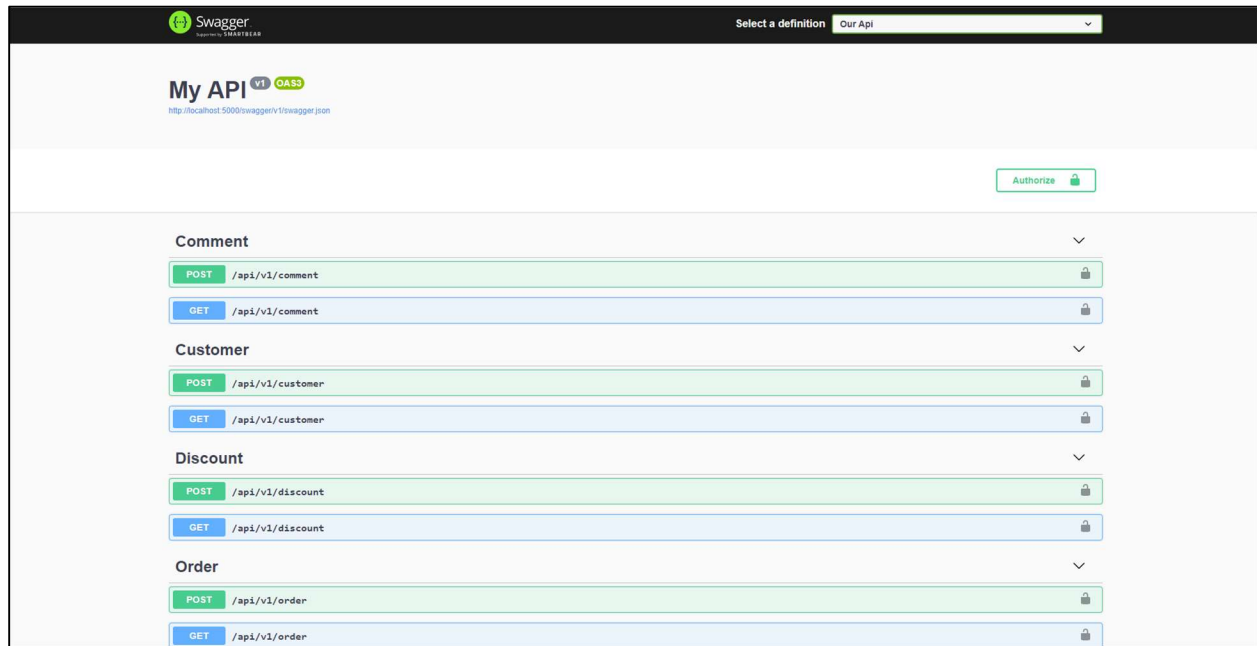 Swagger.
Supported by SMARTBEAR
Select a definition
Our Api
My API v1 OAS3
http://localhost:5000/swagger/v1/swagger.json
Authorize
Comment
POST /api/v1/comment
GET /api/v1/comment
Customer
POST /api/v1/customer
GET /api/v1/customer
Discount
POST /api/v1/discount
GET /api/v1/discount
Order
POST /api/v1/order
GET /api/v1/order